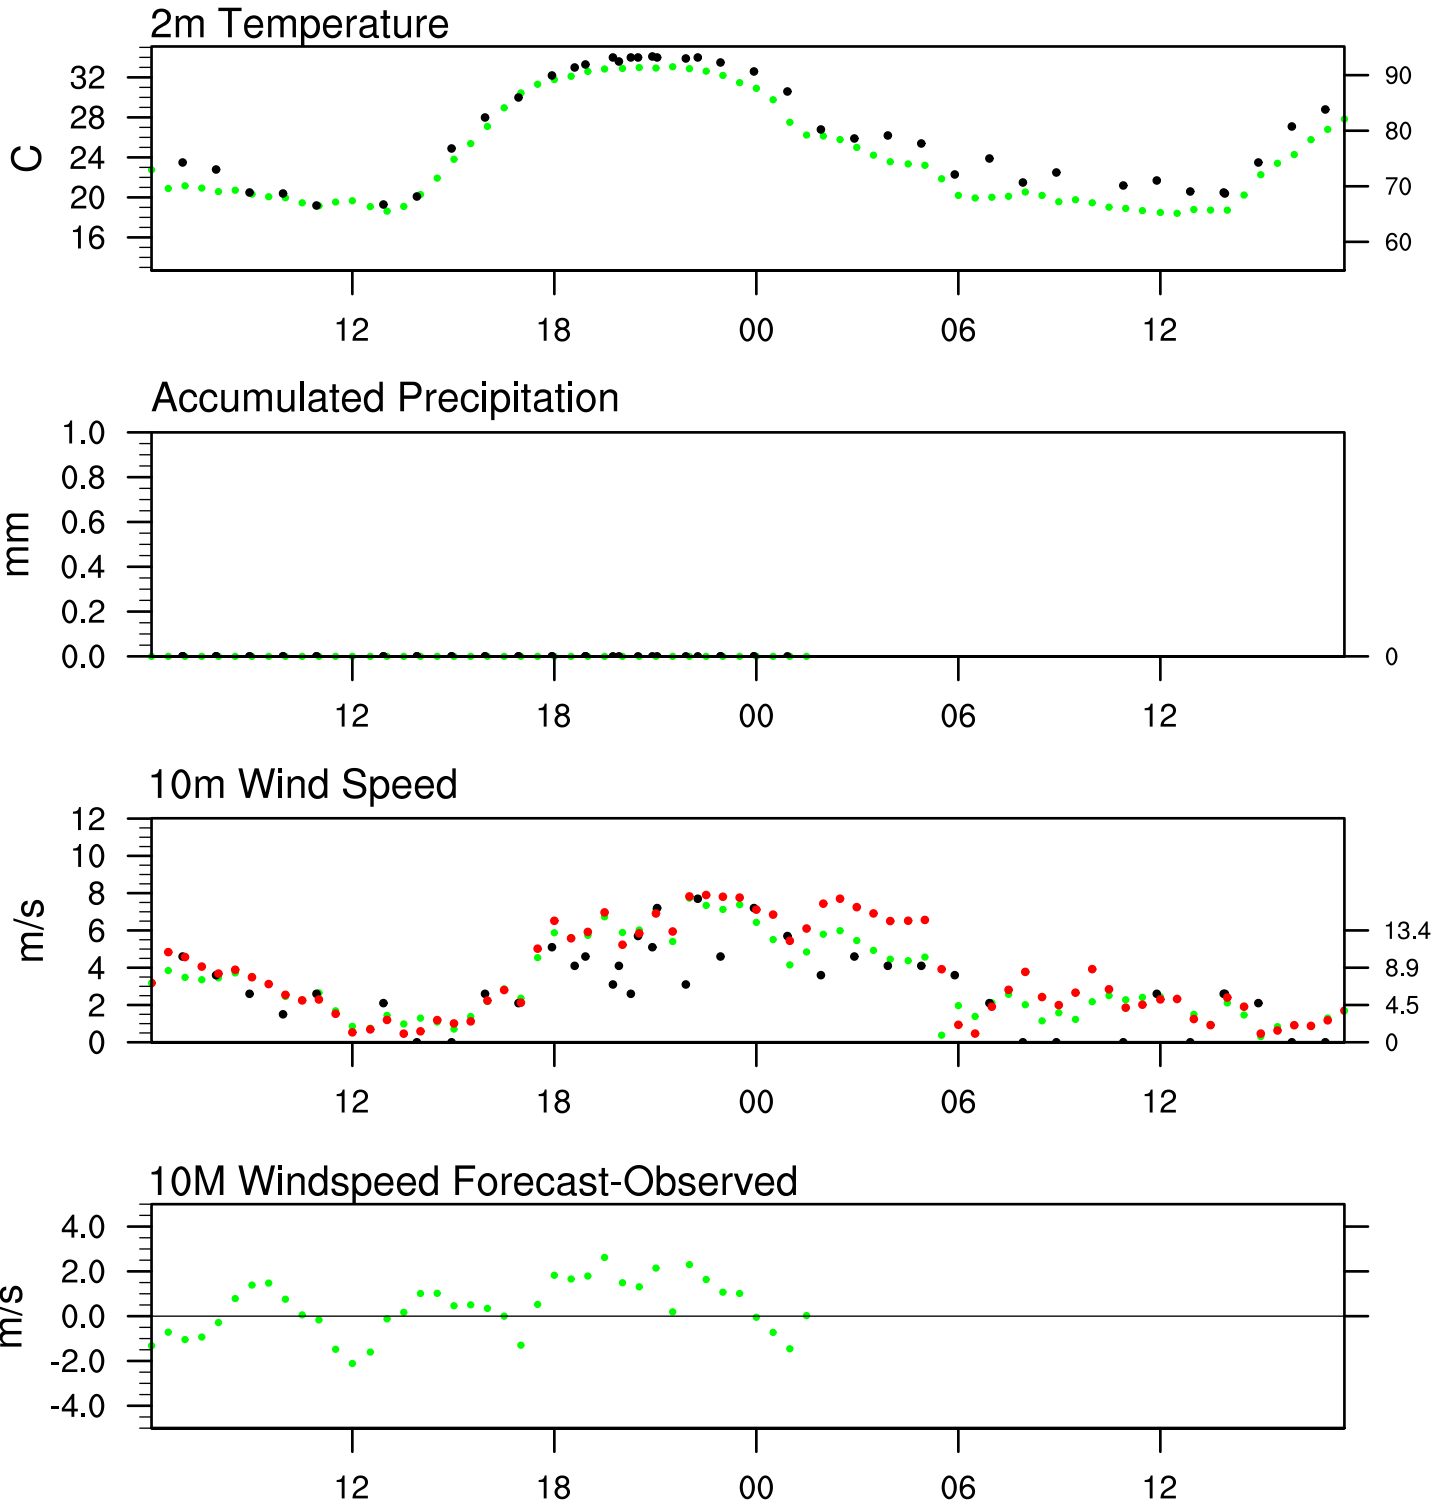 2m Temperature
32
28
24
20
16
C
90
80
70
60
12 18 00 06 12
Accumulated Precipitation
1.0
0.8
0.6
0.4
0.2
0.0
mm
0
12 18 00 06 12
10m Wind Speed
12
10
8
6
4
2
0
m/s
13.4
8.9
4.5
0
12 18 00 06 12
10M Windspeed Forecast-Observed
4.0
2.0
0.0
-2.0
-4.0
m/s
12 18 00 06 12